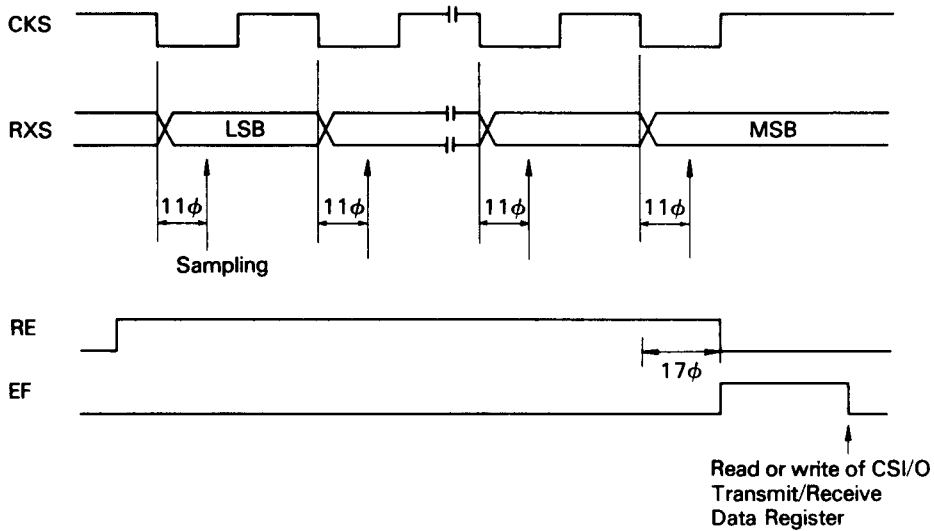 CKS
RXS
LSB
MSB
11ϕ
11ϕ
11ϕ
11ϕ
Sampling
RE
17ϕ
EF
Read or write of CSI/O
Transmit/Receive
Data Register